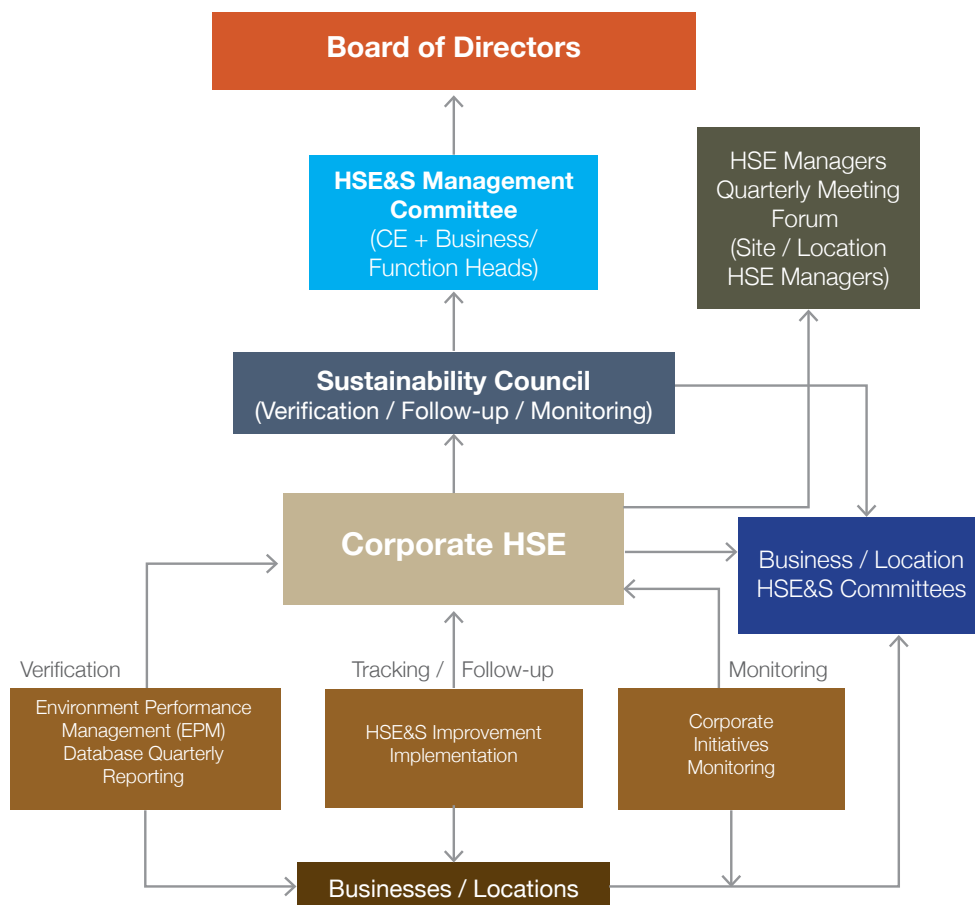 Board of Directors
HSE&S Management
Committee
(CE + Business/
Function Heads)
HSE Managers
Quarterly Meeting
Forum
(Site / Location
HSE Managers)
Sustainability Council
(Verification / Follow-up / Monitoring)
Corporate HSE
Business / Location
HSE&S Committees
Verification
Tracking / Follow-up
Monitoring
Environment Performance
Management (EPM)
Database Quarterly
Reporting
HSE&S Improvement
Implementation
Corporate
Initiatives
Monitoring
Businesses / Locations